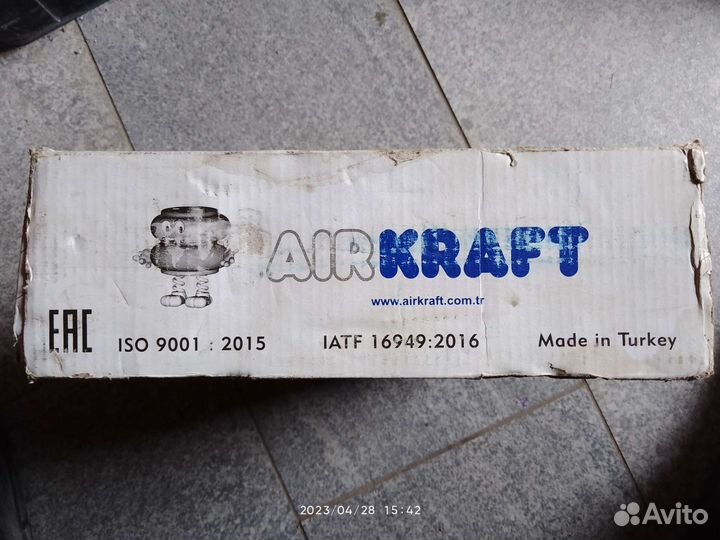 AIRKRAFT
www.airkraft.com.tr
EAC ISO 9001 : 2015 IATF 16949:2016 Made in Turkey
2023/04/28 15:42
Avito